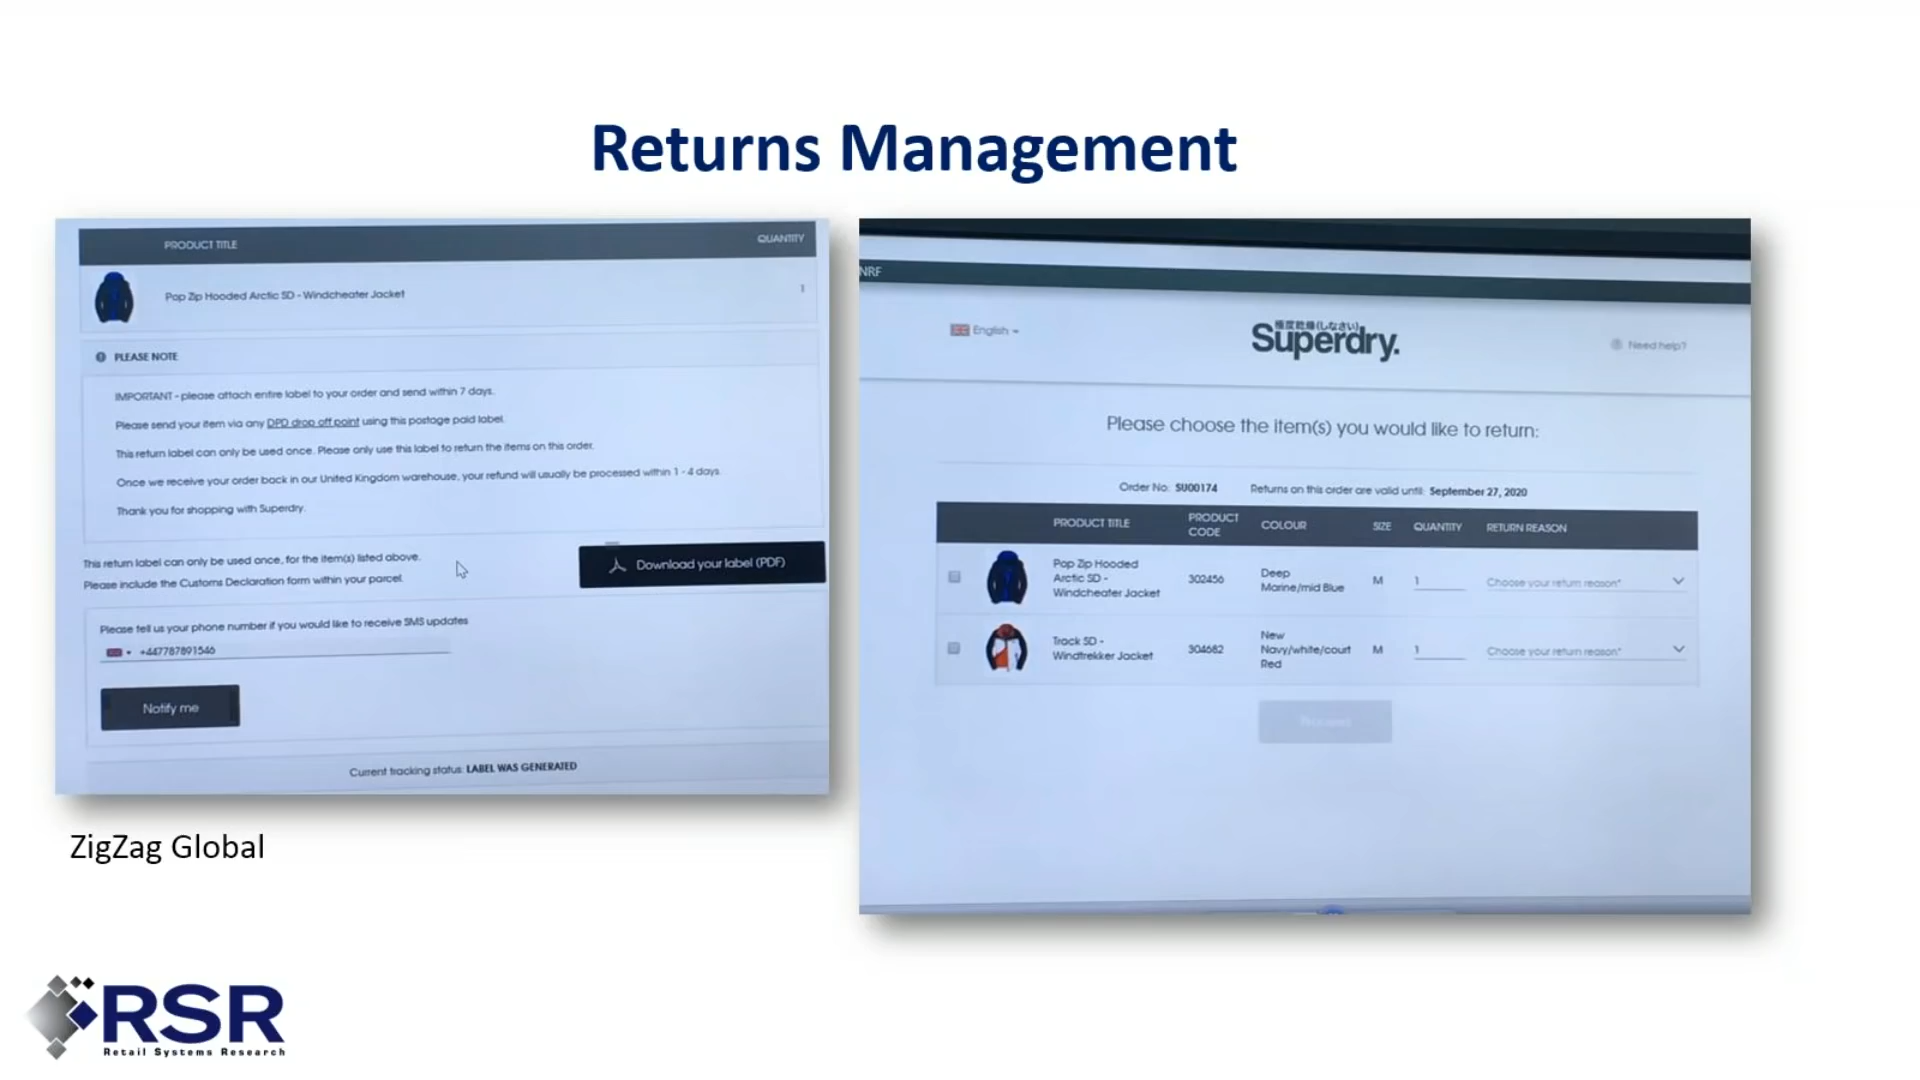 Returns Management
PRODUCT TITLE QUANTITY
Pop Zip Hooded Arctic SD - Windcheater Jacket 1
PLEASE NOTE
IMPORTANT - please attach entire label to your order and send within 7 days.
Please send your item via any DPD drop off point using this postage paid label.
This return label can only be used once. Please only use this label to return the items on this order.
Once we receive your order back in our United Kingdom warehouse, your refund will usually be processed within 1 - 4 days.
Thank you for shopping with Superdry.
This return label can only be used once, for the item(s) listed above.
Please include the Customs Declaration form within your parcel.
Download your label (PDF)
Please tell us your phone number if you would like to receive SMS updates
+447787891546
Notify me
Current tracking status: LABEL WAS GENERATED
ZigZag Global
NRF
English
極度乾燥(しなさい)
Superdry.
Need help?
Please choose the item(s) you would like to return:
Order No: SU00174 Returns on this order are valid until: September 27, 2020
PRODUCT TITLE PRODUCT CODE COLOUR SIZE QUANTITY RETURN REASON
Pop Zip Hooded
Arctic SD -
Windcheater Jacket
302456
Deep
Marine/mid Blue
M
1
Choose your return reason*
Track SD -
Windtrekker Jacket
304682
New
Navy/white/court
Red
M
1
Choose your return reason*
RSR
Retail Systems Research